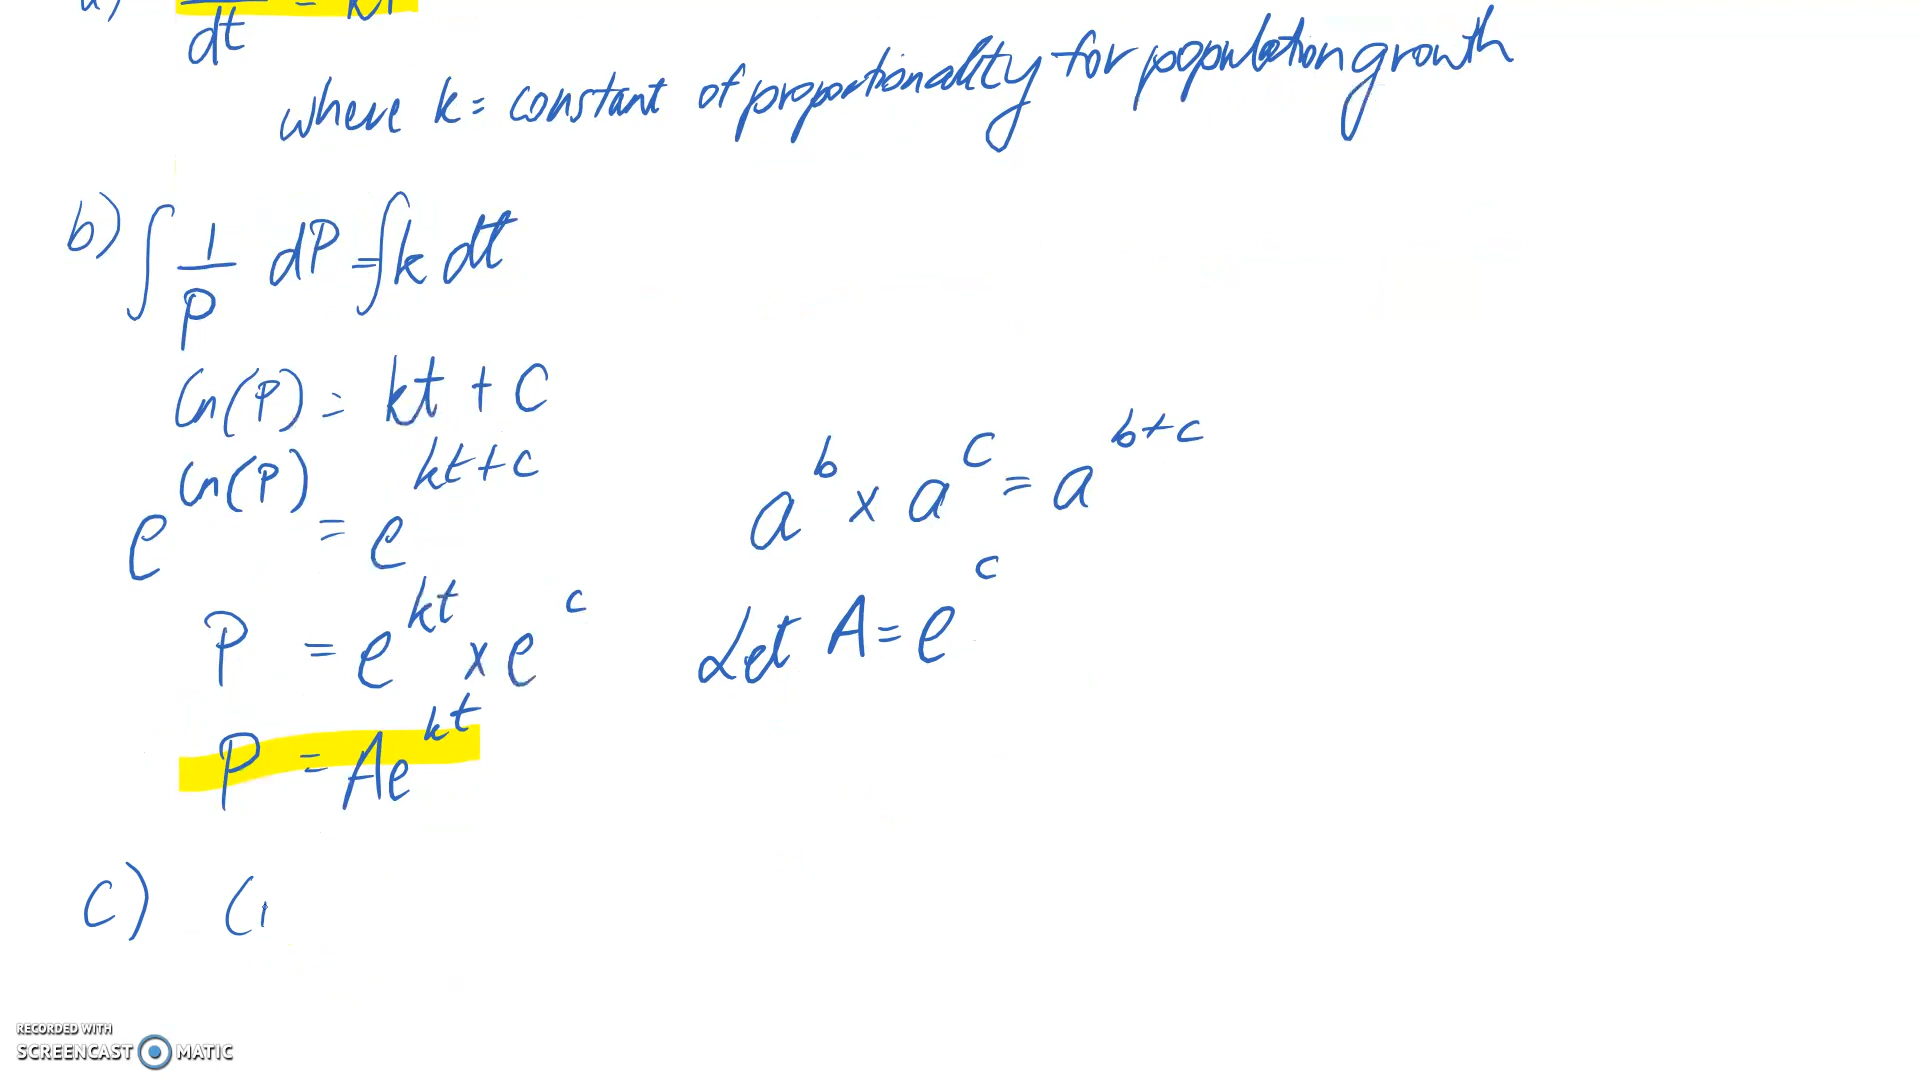 dt
where k = constant of proportionality for population growth
b) ∫ 1/P dP = ∫ k dt
ln(P) = kt + C
e^ln(P) = e^kt+c
a^b × a^c = a^b+c
P = e^kt × e^c
Let A = e^c
P = Ae^kt
c) (
RECORDED WITH
SCREENCAST MATIC